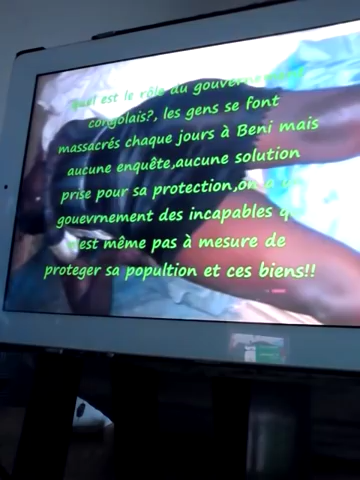 quel est le rôle du gouvernement
congolais?, les gens se font
massacrés chaque jours à Beni mais
aucune enquête,aucune solution
prise pour sa protection,on a
gouevrnement des incapables q
est même pas à mesure de
proteger sa popultion et ces biens!!